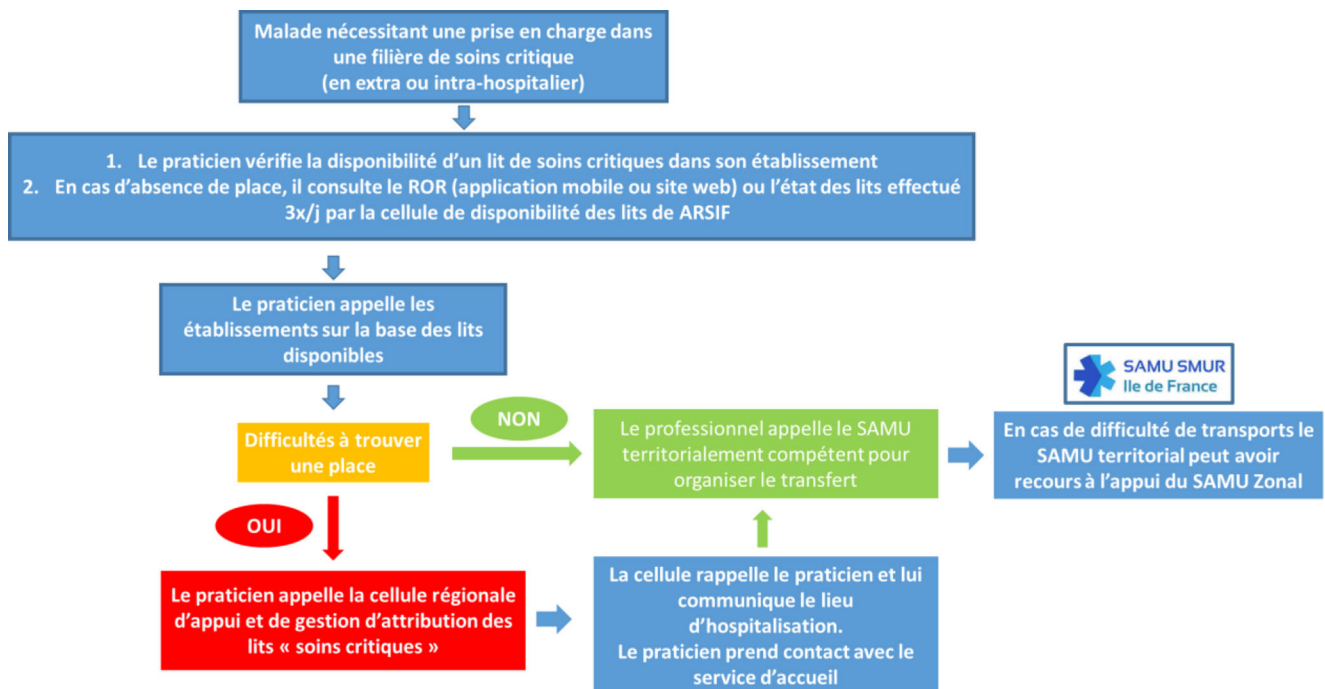 Malade nécessitant une prise en charge dans
une filière de soins critique
(en extra ou intra-hospitalier)
1. Le praticien vérifie la disponibilité d’un lit de soins critiques dans son établissement
2. En cas d’absence de place, il consulte le ROR (application mobile ou site web) ou l’état des lits effectué
3x/j par la cellule de disponibilité des lits de ARSIF
Le praticien appelle les
établissements sur la base des lits
disponibles
Difficultés à trouver
une place
NON
Le professionnel appelle le SAMU
territorialement compétent pour
organiser le transfert
SAMU SMUR
Ile de France
En cas de difficulté de transports le
SAMU territorial peut avoir
recours à l’appui du SAMU Zonal
OUI
Le praticien appelle la cellule régionale
d’appui et de gestion d’attribution des
lits « soins critiques »
La cellule rappelle le praticien et lui
communique le lieu
d’hospitalisation.
Le praticien prend contact avec le
service d’accueil